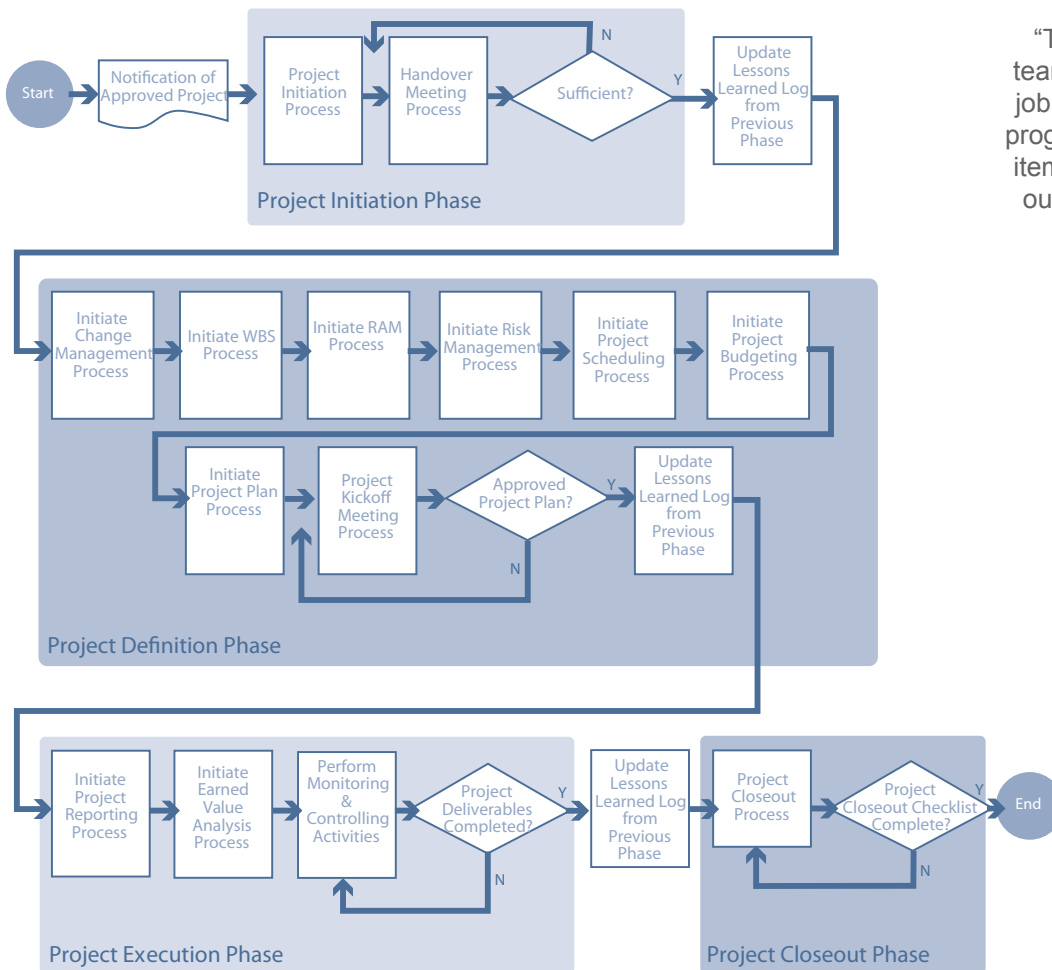 Start
Notification of
Approved Project
Project
Initiation
Process
Handover
Meeting
Process
Sufficient?
N
Y
Update
Lessons
Learned Log
from
Previous
Phase
Project Initiation Phase
Initiate
Change
Management
Process
Initiate WBS
Process
Initiate RAM
Process
Initiate Risk
Management
Process
Initiate
Project
Scheduling
Process
Initiate
Project
Budgeting
Process
Initiate
Project Plan
Process
Project
Kickoff
Meeting
Process
Approved
Project Plan?
Y
N
Update
Lessons
Learned Log
from
Previous
Phase
Project Definition Phase
Initiate
Project
Reporting
Process
Initiate
Earned
Value
Analysis
Process
Perform
Monitoring
&
Controlling
Activities
Project
Deliverables
Completed?
Y
N
Update
Lessons
Learned Log
from
Previous
Phase
Project
Closeout
Process
Project
Closeout Checklist
Complete?
Y
N
End
Project Execution Phase
Project Closeout Phase
“T
team
job
prog
item
ou